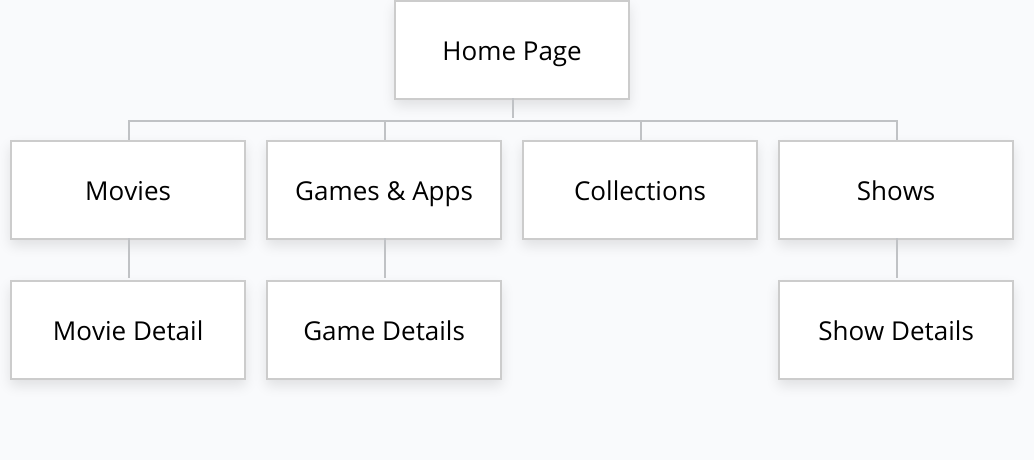 Home Page
Movies
Games & Apps
Collections
Shows
Movie Detail
Game Details
Show Details